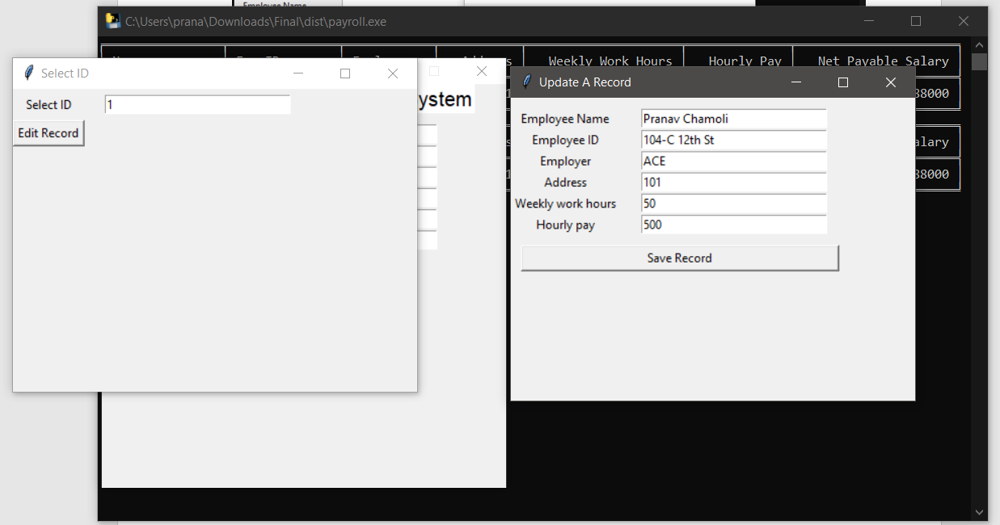 Employee Name
C:\Users\prana\Downloads\Final\dist\payroll.exe
Weekly Work Hours Hourly Pay Net Payable Salary
38000
alary
38000
ystem
Select ID
Select ID 1
Edit Record
Update A Record
Employee Name Pranav Chamoli
Employee ID 104-C 12th St
Employer ACE
Address 101
Weekly work hours 50
Hourly pay 500
Save Record